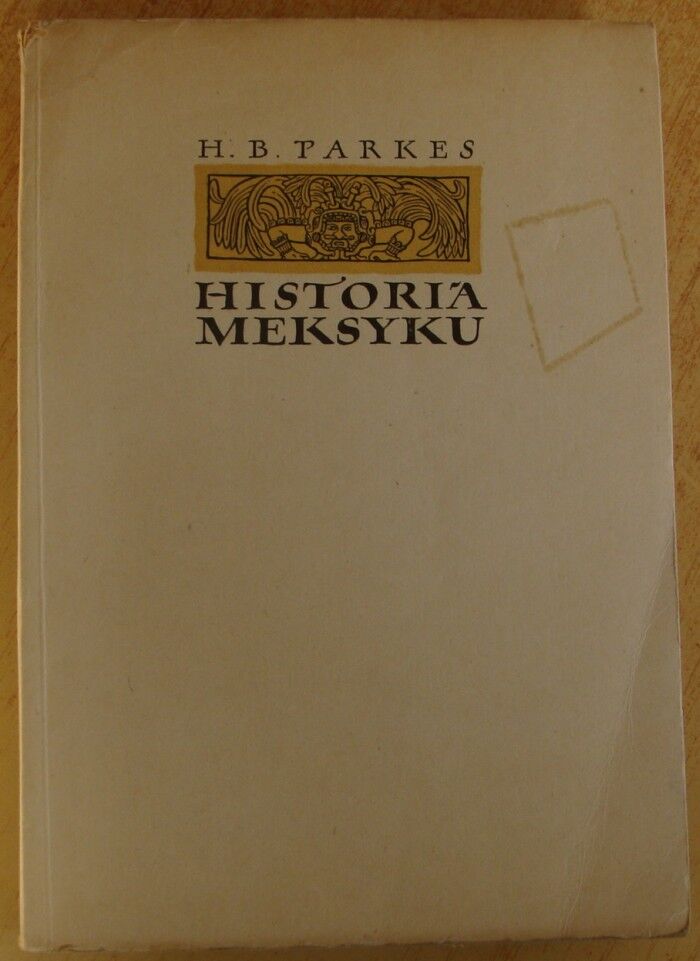 H. B. PARKES
HISTORIA
MEKSYKU